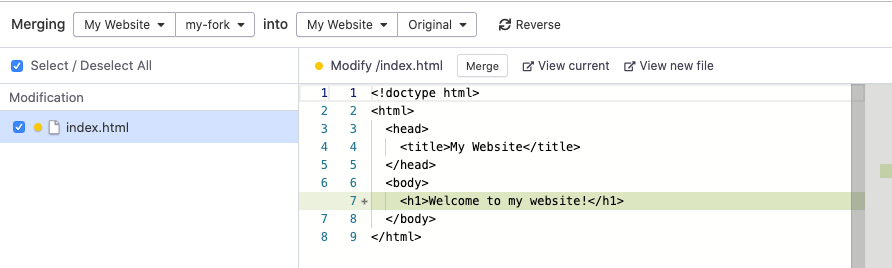 Merging My Website my-fork into My Website Original Reverse
Select / Deselect All
Modify /index.html Merge View current View new file
Modification
index.html
1 1 <!doctype html>
2 2 <html>
3 3 <head>
4 4 <title>My Website</title>
5 5 </head>
6 6 <body>
7 + <h1>Welcome to my website!</h1>
7 8 </body>
8 9 </html>